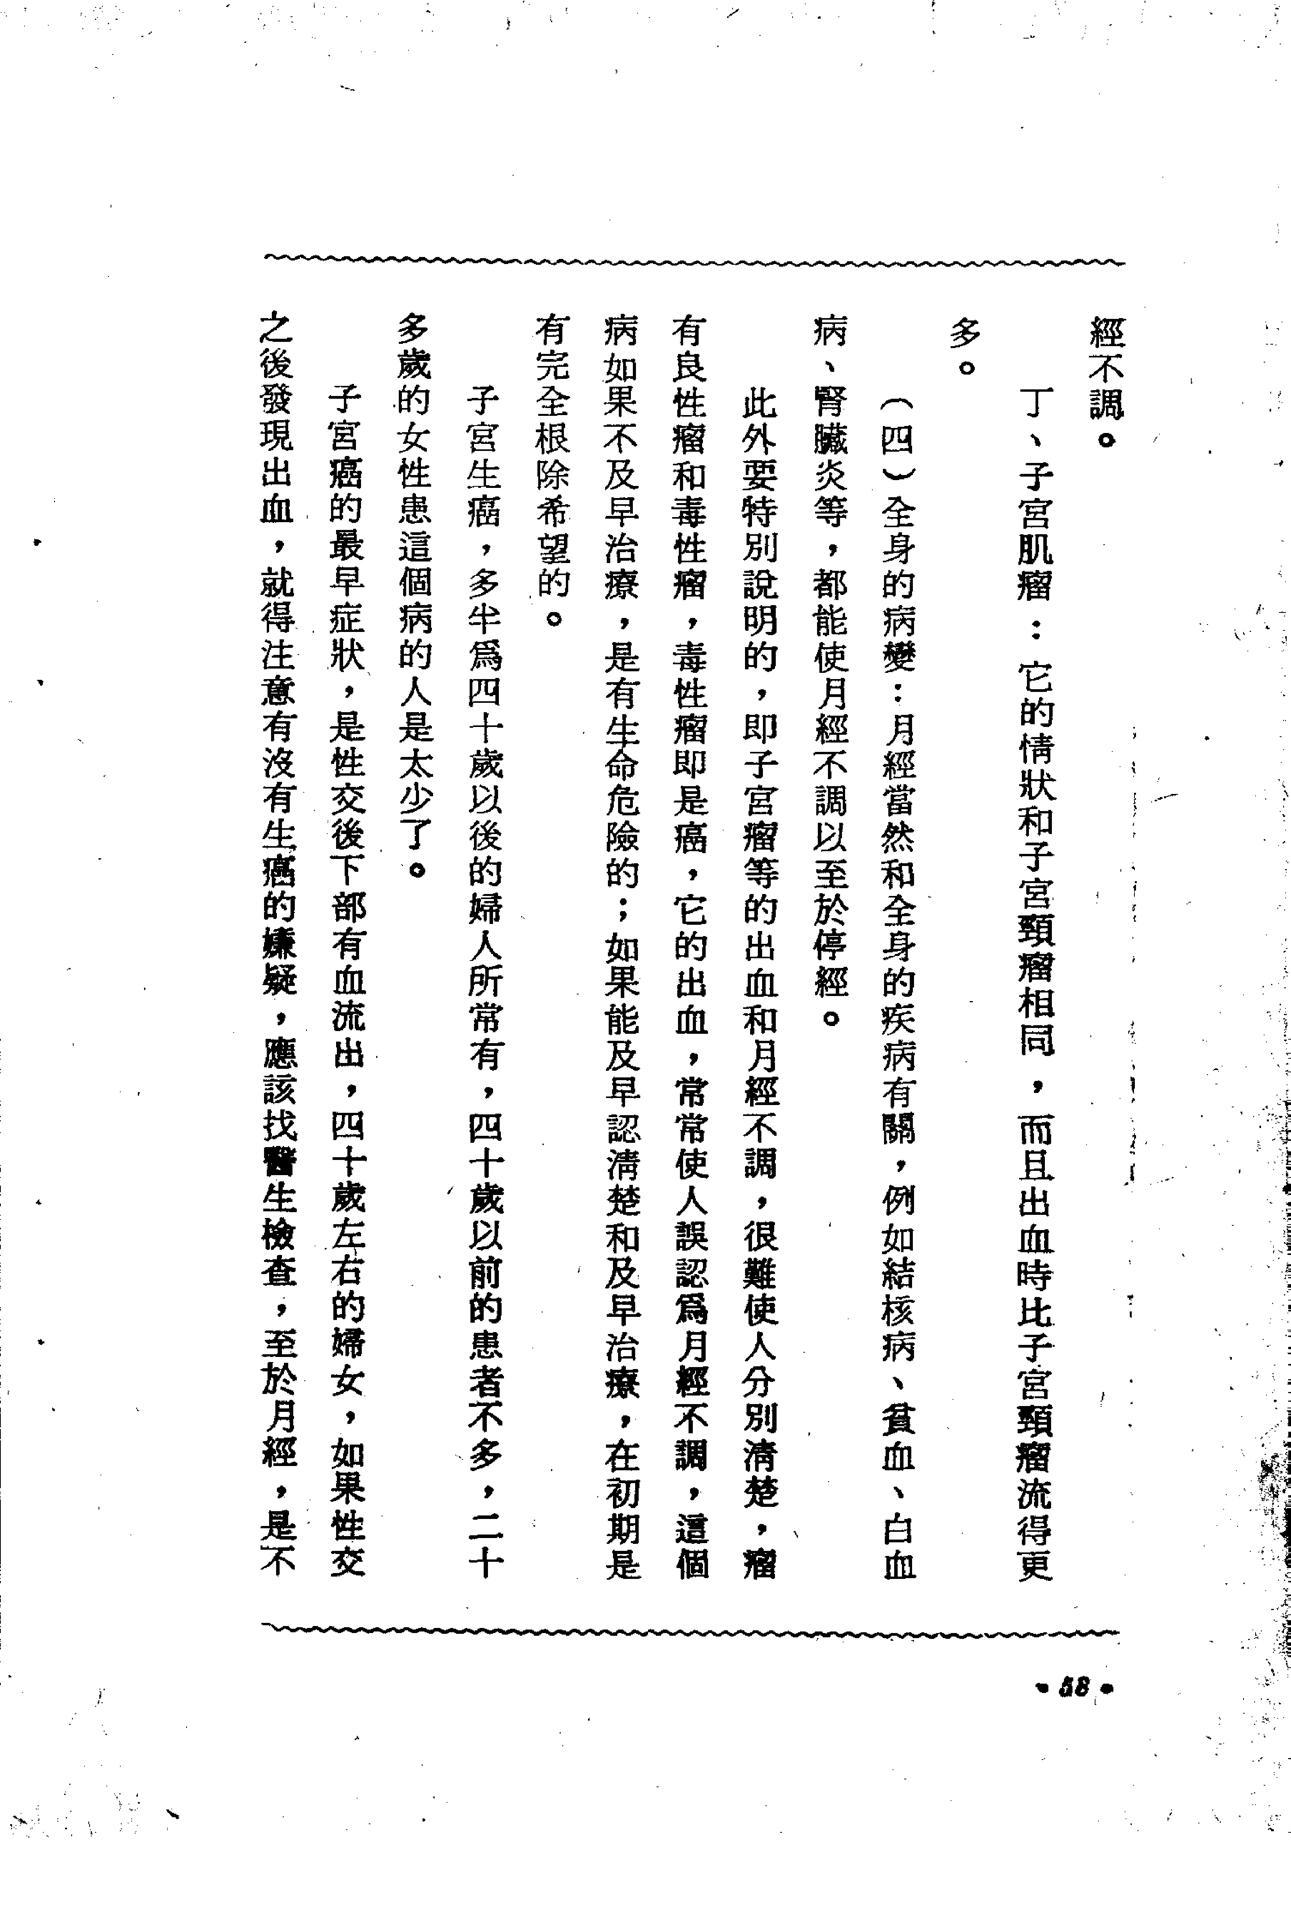 經不調。
丁、子宮肌瘤：它的情狀和子宮頸瘤相同，而且出血時比子宮頸瘤流得更
多。
（四）全身的病變：月經當然和全身的疾病有關，例如結核病、貧血、白血
病、腎臟炎等，都能使月經不調以至於停經。
此外要特別說明的，即子宮瘤等的出血和月經不調，很難使人分別清楚，瘤
有良性瘤和毒性瘤，毒性瘤即是癌，它的出血，常常使人誤認爲月經不調，這個
病如果不及早治療，是有生命危險的；如果能及早認清楚和及早治療，在初期是
有完全根除希望的。
子宮生癌，多半爲四十歲以後的婦人所常有，四十歲以前的患者不多，二十
多歲的女性患這個病的人是太少了。
子宮癌的最早症狀，是性交後下部有血流出，四十歲左右的婦女，如果性交
之後發現出血，就得注意有沒有生癌的嫌疑，應該找醫生檢查，至於月經，是不
•58•